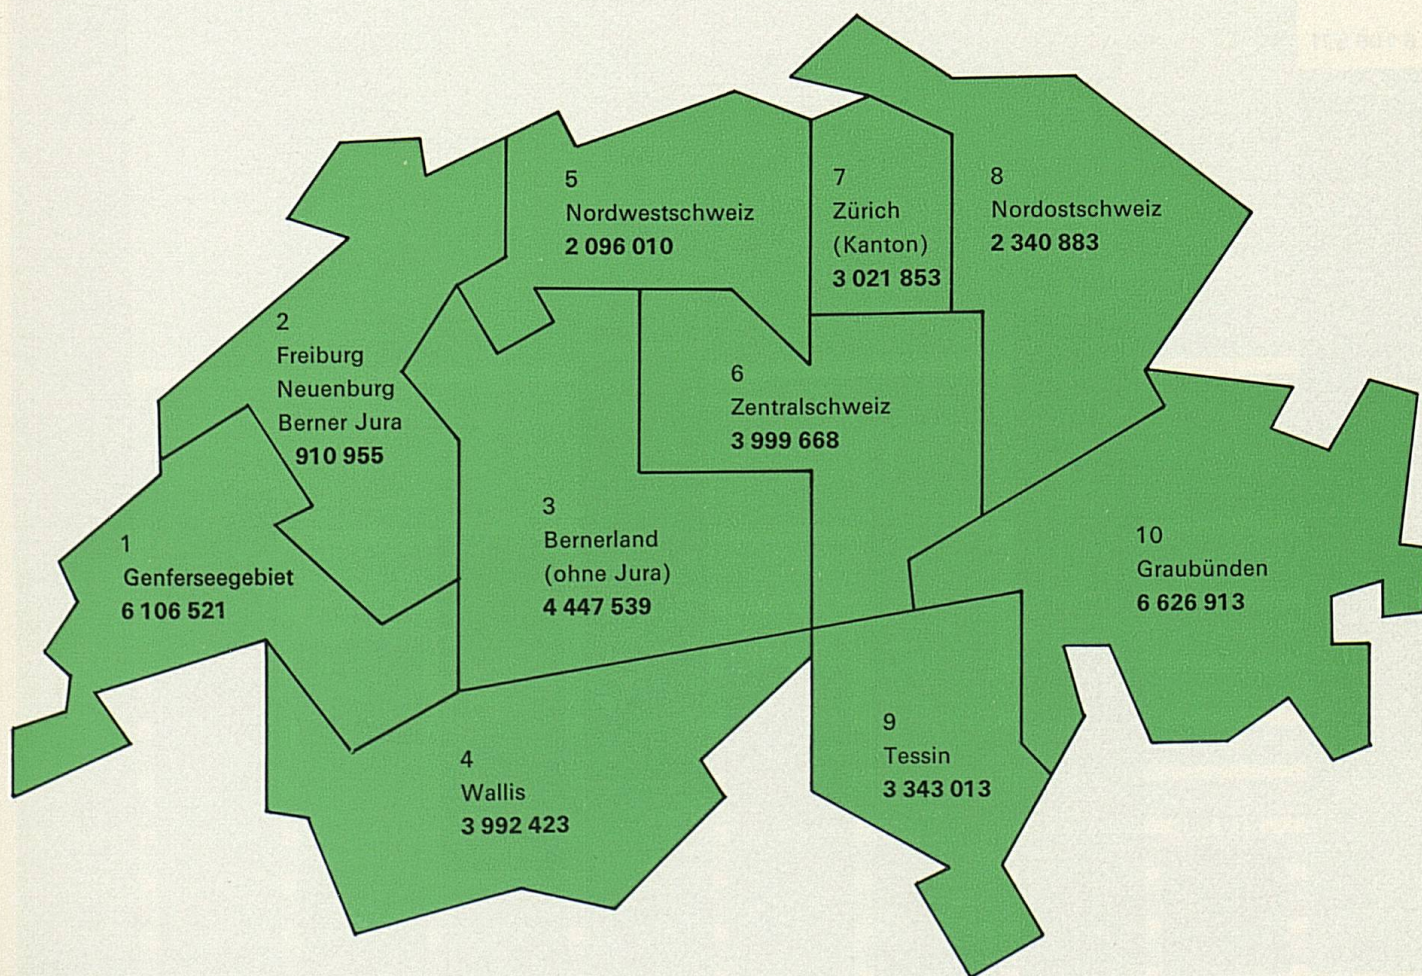 1
Genferseegebiet
6 106 521
2
Freiburg
Neuenburg
Berner Jura
910 955
3
Bernerland
(ohne Jura)
4 447 539
4
Wallis
3 992 423
5
Nordwestschweiz
2 096 010
6
Zentralschweiz
3 999 668
7
Zürich
(Kanton)
3 021 853
8
Nordostschweiz
2 340 883
9
Tessin
3 343 013
10
Graubünden
6 626 913